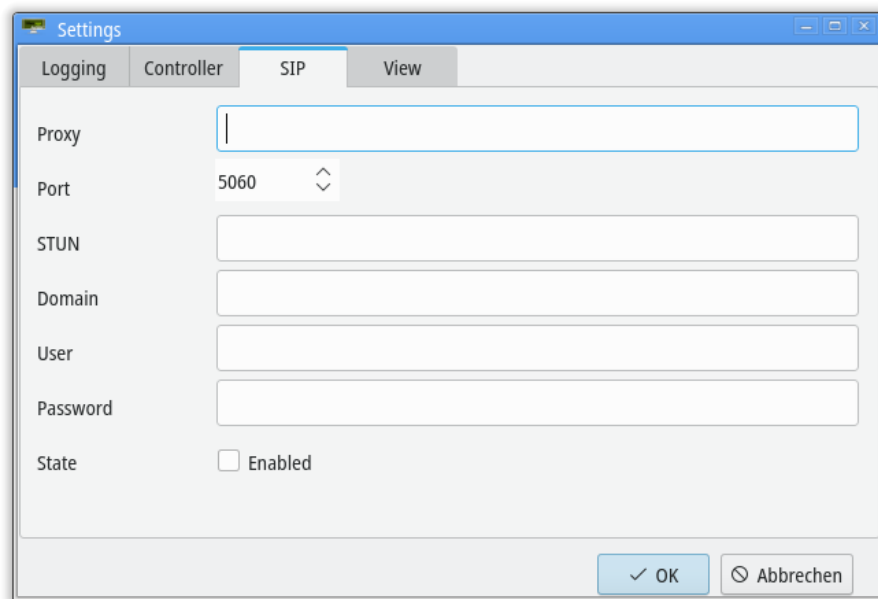 Settings
Logging Controller SIP View
Proxy
Port 5060
STUN
Domain
User
Password
State Enabled
OK Abbrechen